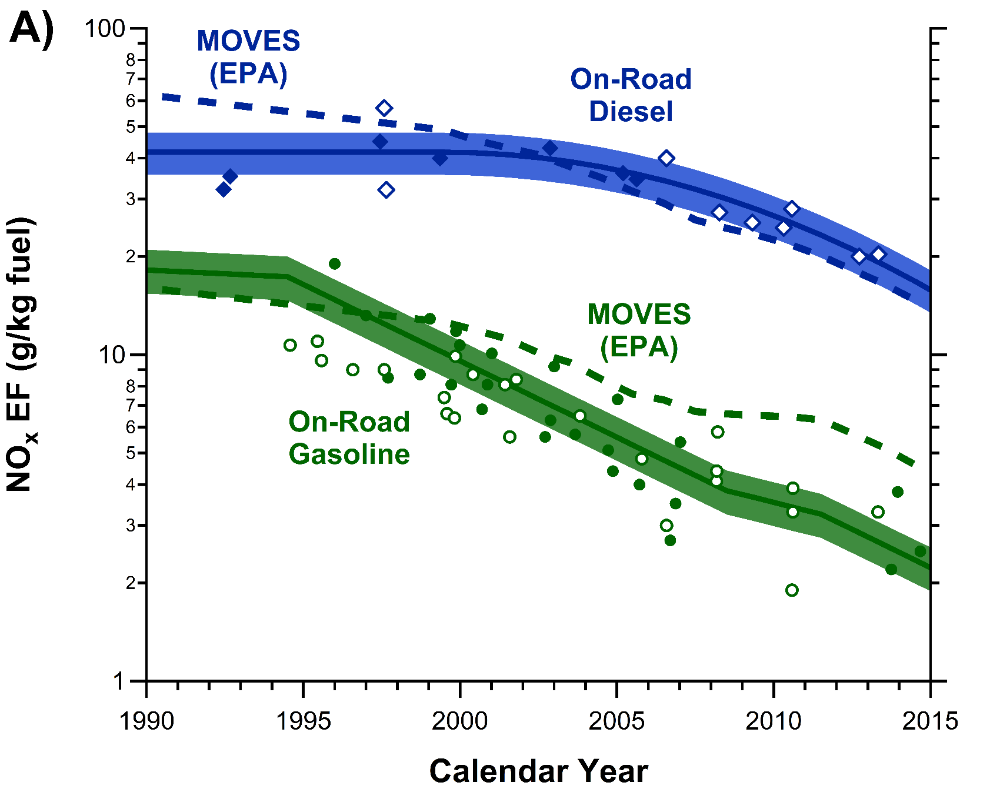 A)
MOVES
(EPA)
On-Road
Diesel
MOVES
(EPA)
On-Road
Gasoline
NOx EF (g/kg fuel)
100
8
7
6
5
4
3
2
10
8
7
6
5
4
3
2
1
1990 1995 2000 2005 2010 2015
Calendar Year